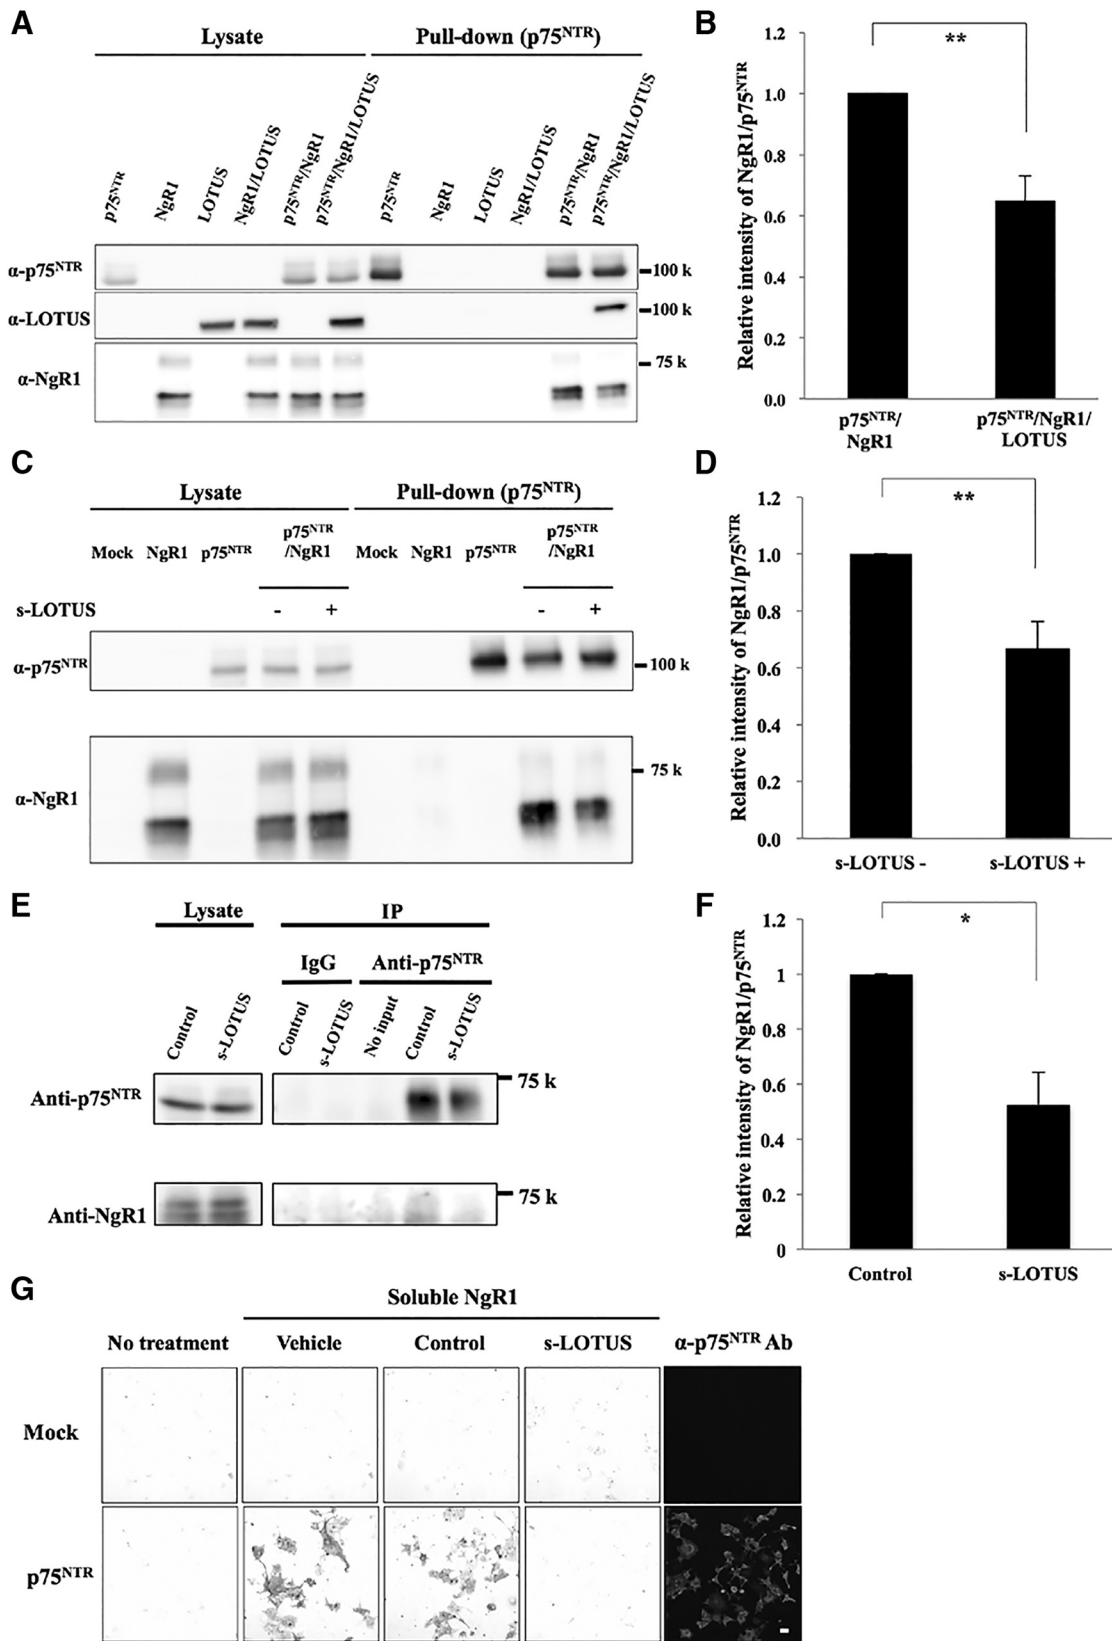 A
Lysate
Pull-down (p75NTR)
p75NTR
NgR1
LOTUS
NgR1/LOTUS
p75NTR/NgR1
p75NTR/NgR1/LOTUS
p75NTR
NgR1
LOTUS
NgR1/LOTUS
p75NTR/NgR1
p75NTR/NgR1/LOTUS
α-p75NTR
100 k
α-LOTUS
100 k
α-NgR1
75 k
B
Relative intensity of NgR1/p75NTR
1.2
1.0
0.8
0.6
0.4
0.2
0.0
**
p75NTR/
NgR1
p75NTR/NgR1/
LOTUS
C
Lysate
Pull-down (p75NTR)
Mock
NgR1
p75NTR
p75NTR
/NgR1
Mock
NgR1
p75NTR
p75NTR
/NgR1
s-LOTUS
-
+
-
+
α-p75NTR
100 k
α-NgR1
75 k
D
Relative intensity of NgR1/p75NTR
1.2
1.0
0.8
0.6
0.4
0.2
0.0
**
s-LOTUS -
s-LOTUS +
E
Lysate
IP
IgG
Anti-p75NTR
Control
s-LOTUS
Control
s-LOTUS
No input
Control
s-LOTUS
Anti-p75NTR
75 k
Anti-NgR1
75 k
F
Relative intensity of NgR1/p75NTR
1.2
1
0.8
0.6
0.4
0.2
0
*
Control
s-LOTUS
G
Soluble NgR1
No treatment
Vehicle
Control
s-LOTUS
α-p75NTR Ab
Mock
p75NTR